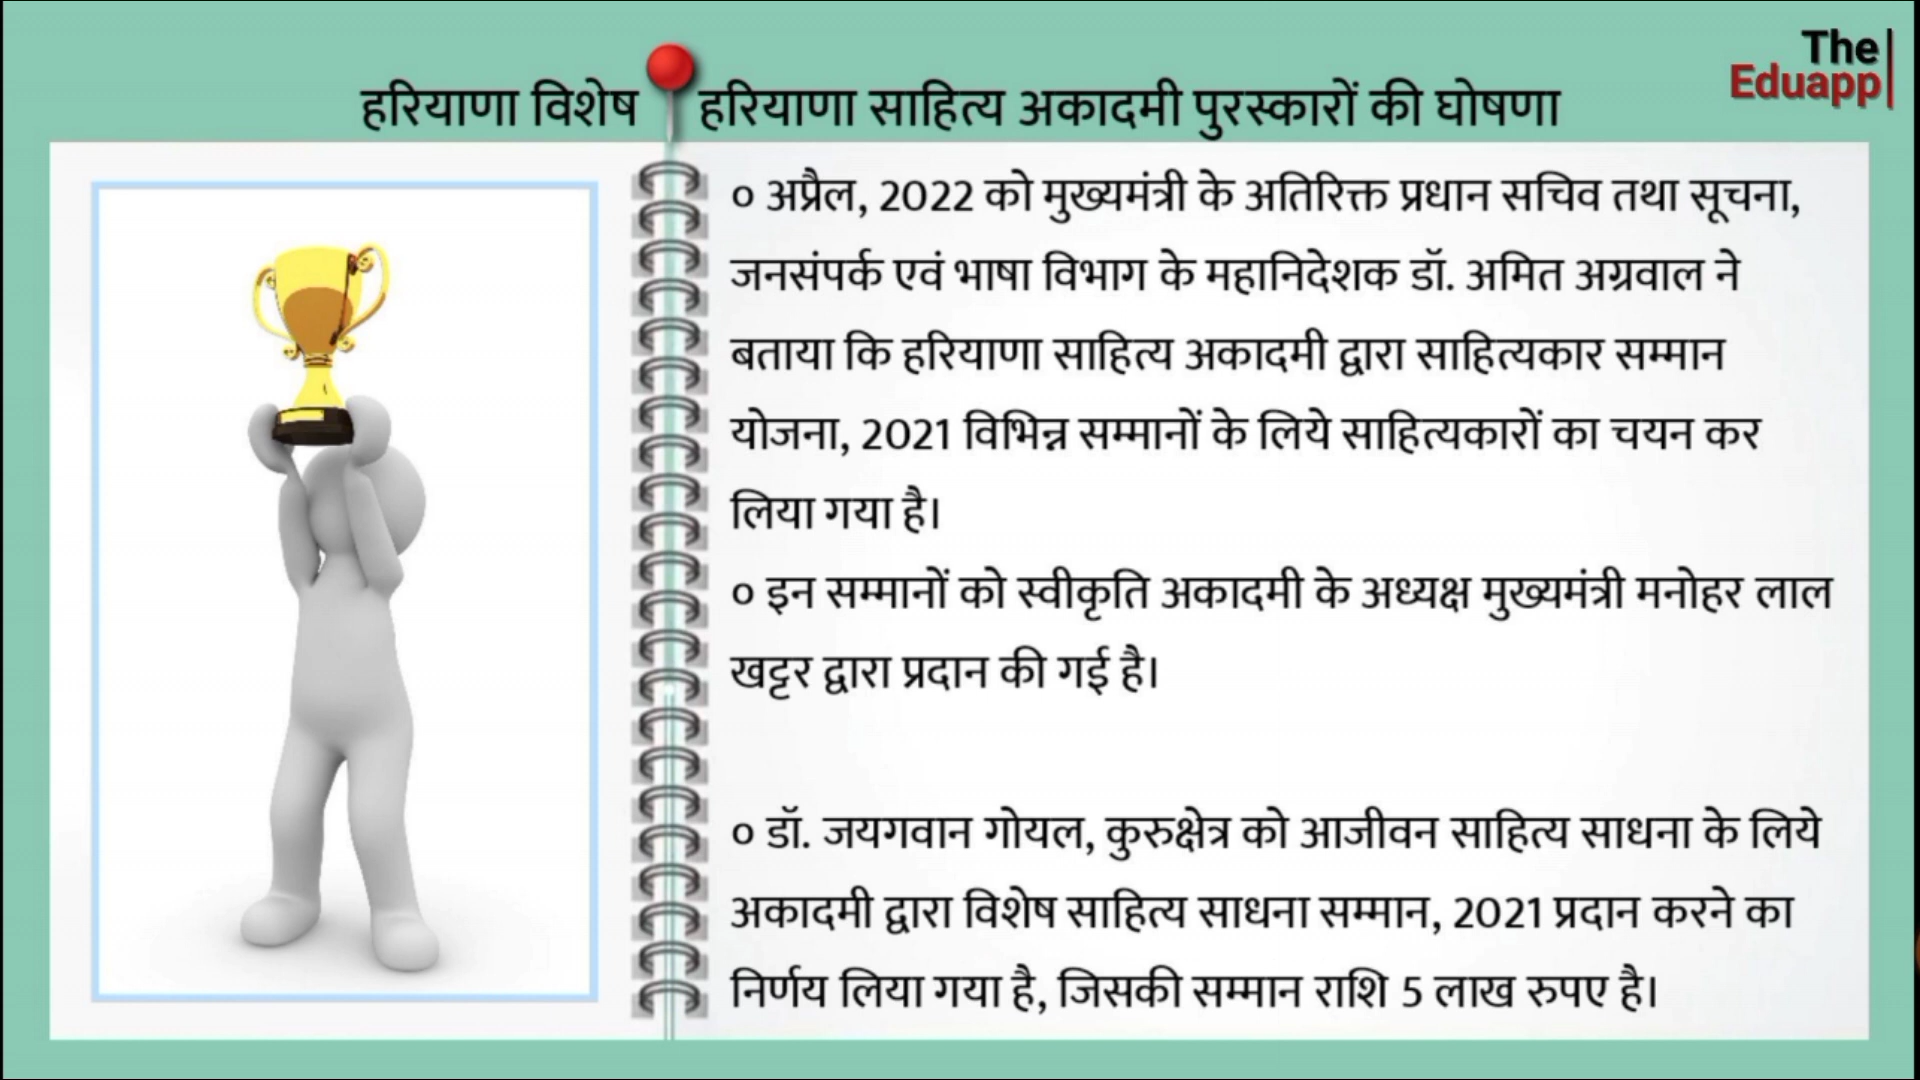 The
Eduapp
हरियाणा विशेष हरियाणा साहित्य अकादमी पुरस्कारों की घोषणा
o अप्रैल, 2022 को मुख्यमंत्री के अतिरिक्त प्रधान सचिव तथा सूचना,
जनसंपर्क एवं भाषा विभाग के महानिदेशक डॉ. अमित अग्रवाल ने
बताया कि हरियाणा साहित्य अकादमी द्वारा साहित्यकार सम्मान
योजना, 2021 विभिन्न सम्मानों के लिये साहित्यकारों का चयन कर
लिया गया है।
o इन सम्मानों को स्वीकृति अकादमी के अध्यक्ष मुख्यमंत्री मनोहर लाल
खट्टर द्वारा प्रदान की गई है।
o डॉ. जयगवान गोयल, कुरुक्षेत्र को आजीवन साहित्य साधना के लिये
अकादमी द्वारा विशेष साहित्य साधना सम्मान, 2021 प्रदान करने का
निर्णय लिया गया है, जिसकी सम्मान राशि 5 लाख रुपए है।